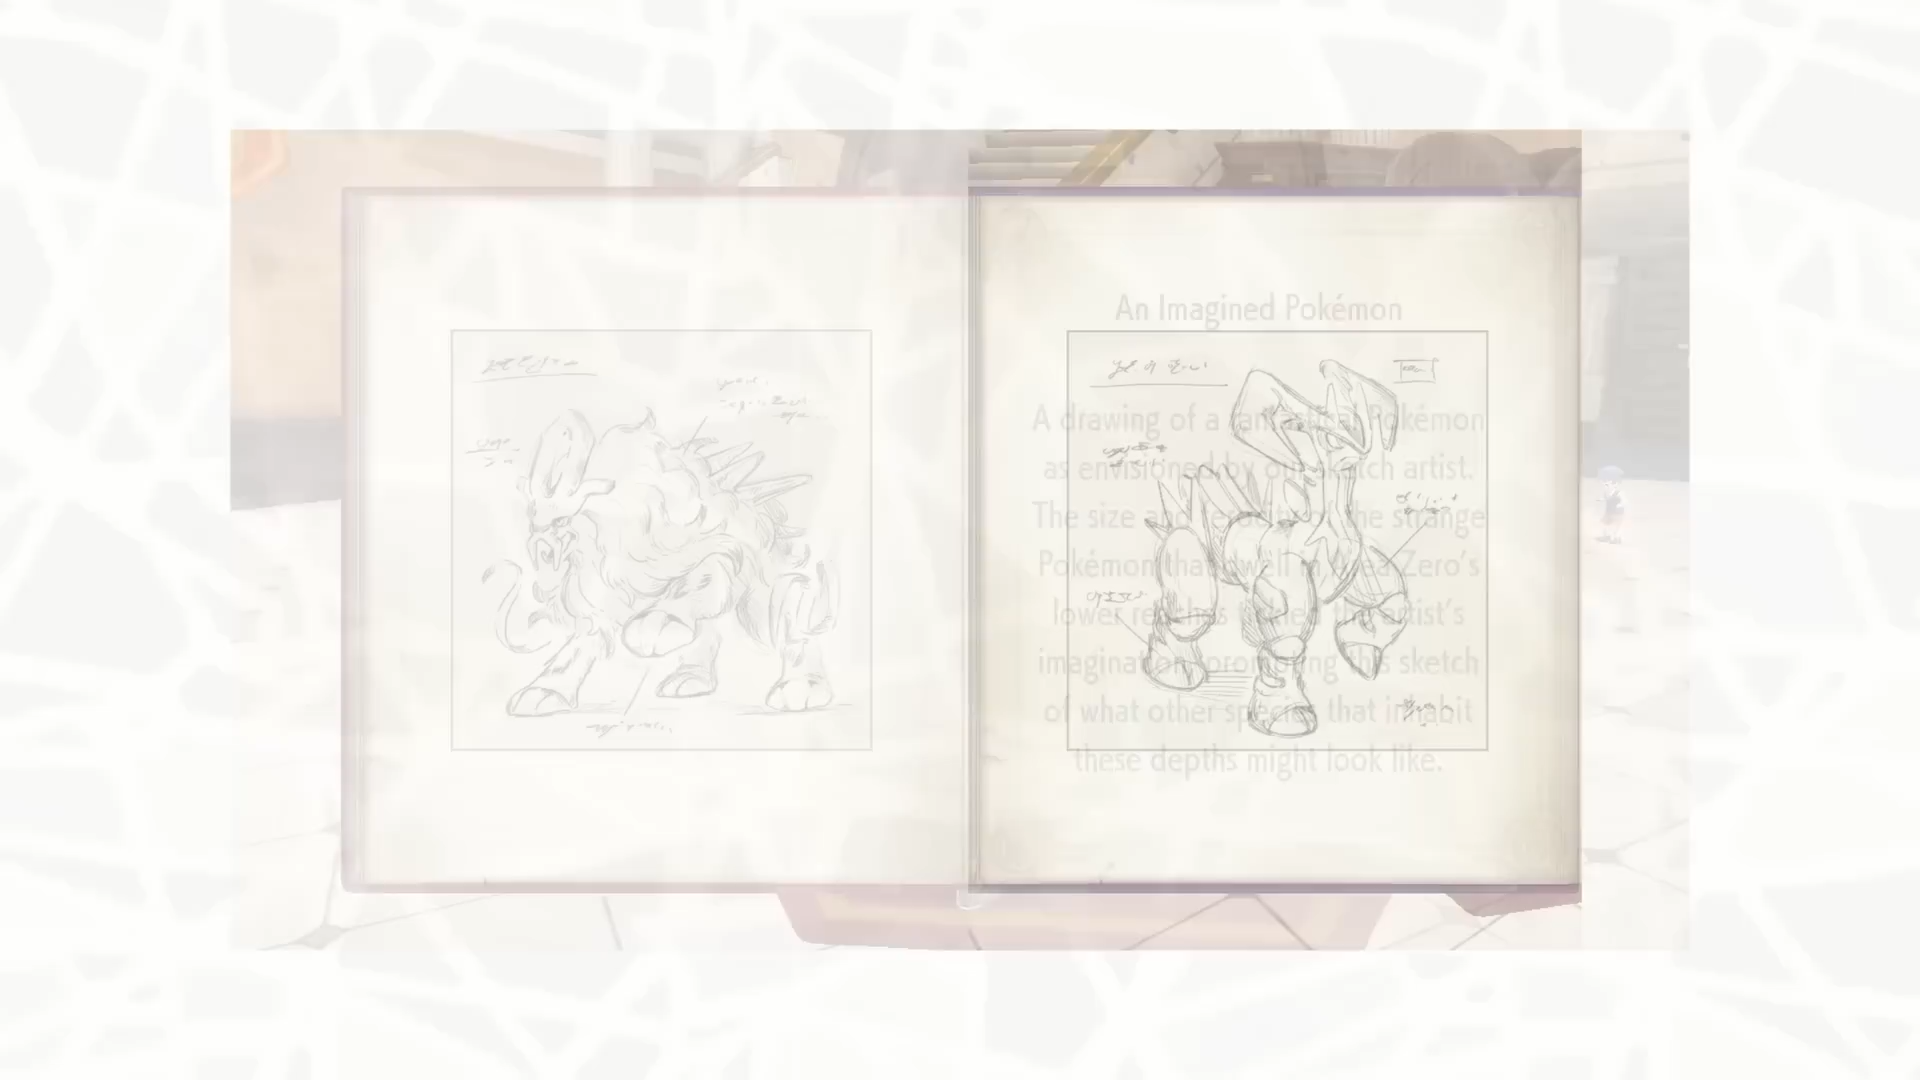 An Imagined Pokémon
A drawing of a fantastical Pokémon
as envisioned by our sketch artist.
The size and ferocity of the strange
Pokémon that dwell in Area Zero's
lower reaches fueled the artist's
imagination, prompting this sketch
of what other species that inhabit
these depths might look like.